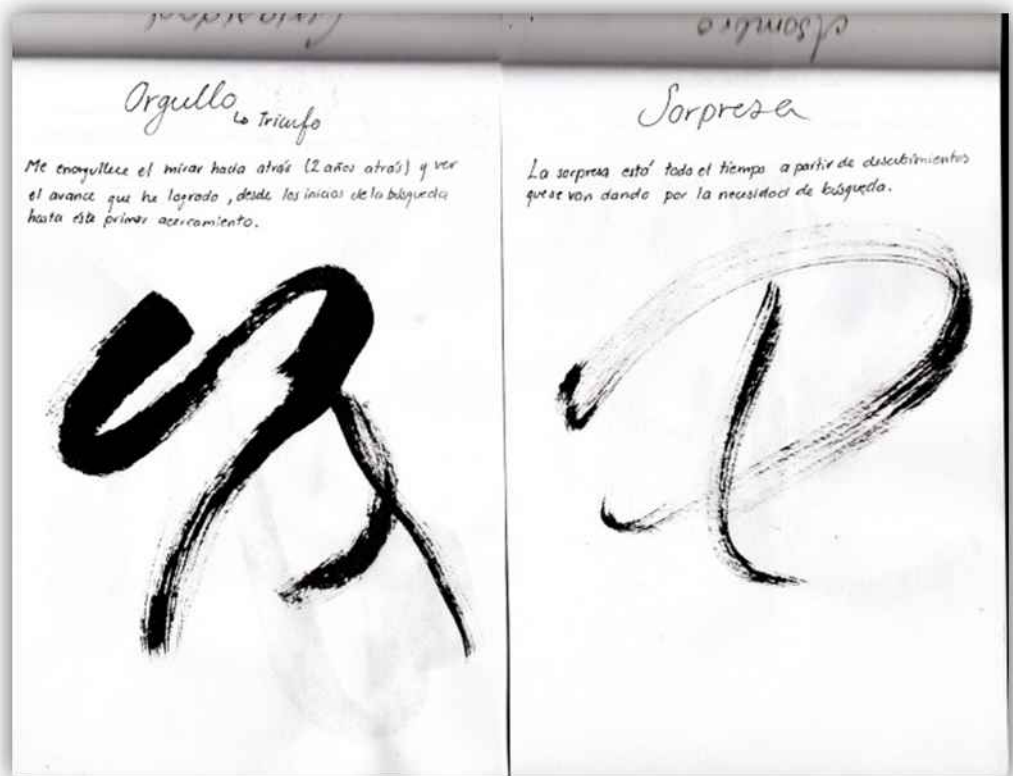 Curiosidad
Asombro
Orgullo
↳ Triunfo
Me enorgullece el mirar hacia atrás (2 años atrás) y ver
el avance que he logrado, desde los inicios de la búsqueda
hasta este primer acercamiento.
Sorpresa
La sorpresa está todo el tiempo a partir de descubrimientos
que se van dando por la necesidad de búsqueda.